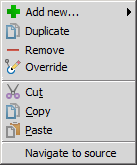 Add new...
Duplicate
Remove
Override
Cut
Copy
Paste
Navigate to source